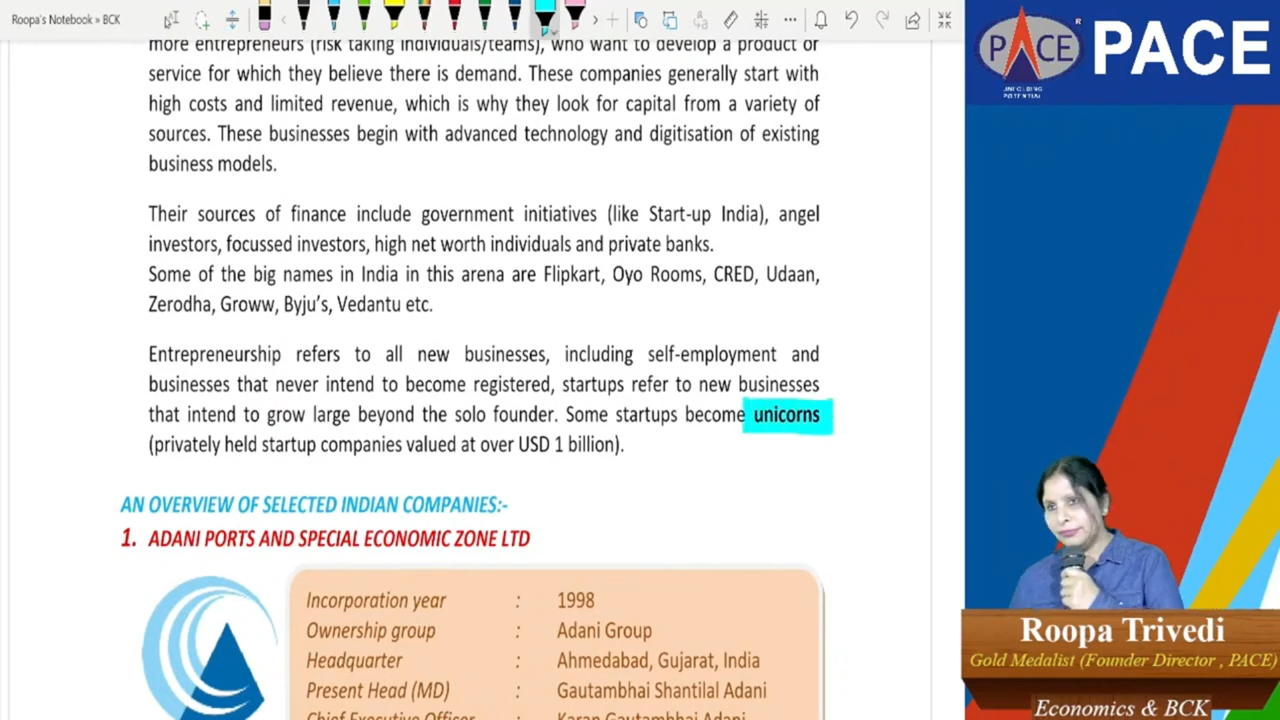 Roopa's Notebook » BCK
more entrepreneurs (risk taking individuals/teams), who want to develop a product or
service for which they believe there is demand. These companies generally start with
high costs and limited revenue, which is why they look for capital from a variety of
sources. These businesses begin with advanced technology and digitisation of existing
business models.
Their sources of finance include government initiatives (like Start-up India), angel
investors, focussed investors, high net worth individuals and private banks.
Some of the big names in India in this arena are Flipkart, Oyo Rooms, CRED, Udaan,
Zerodha, Groww, Byju's, Vedantu etc.
Entrepreneurship refers to all new businesses, including self-employment and
businesses that never intend to become registered, startups refer to new businesses
that intend to grow large beyond the solo founder. Some startups become unicorns
(privately held startup companies valued at over USD 1 billion).
AN OVERVIEW OF SELECTED INDIAN COMPANIES:-
1. ADANI PORTS AND SPECIAL ECONOMIC ZONE LTD
Incorporation year : 1998
Ownership group : Adani Group
Headquarter : Ahmedabad, Gujarat, India
Present Head (MD) : Gautambhai Shantilal Adani
Chief Executive Officer : Karan Gautambhai Adani
PACE ®
UNFOLDING
POTENTIAL
PACE
Roopa Trivedi
Gold Medalist (Founder Director , PACE)
Economics & BCK